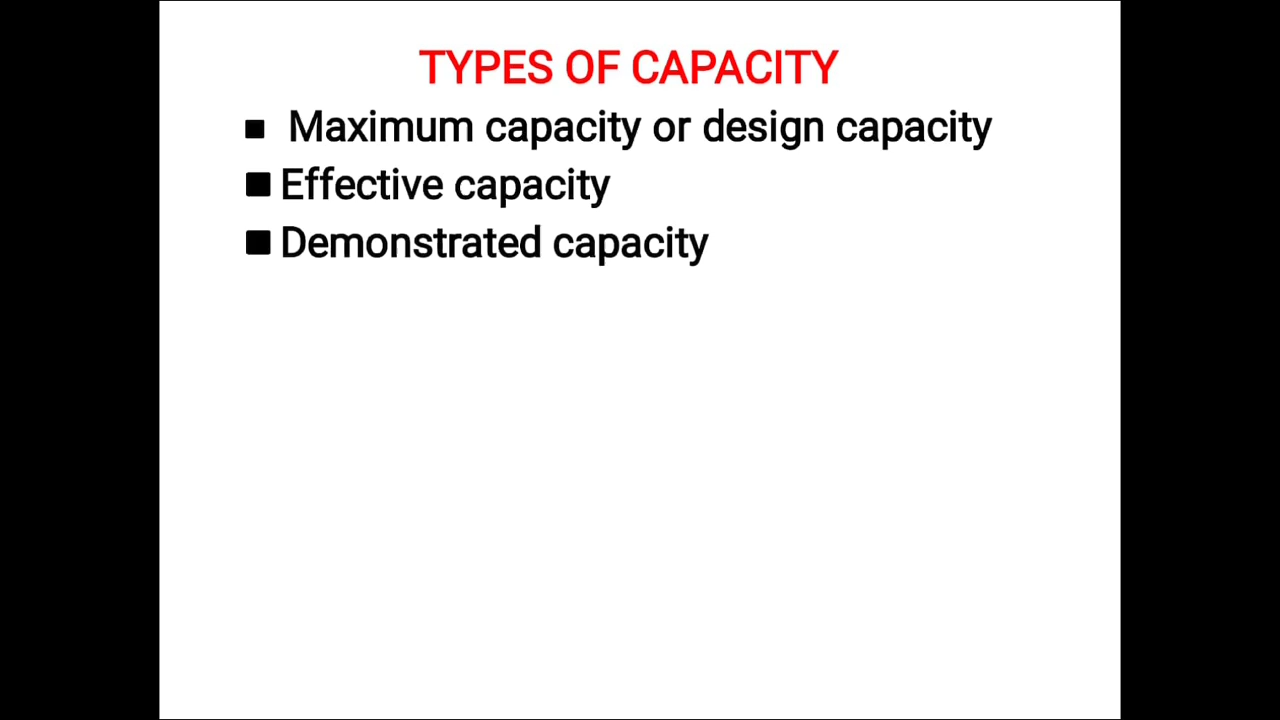 TYPES OF CAPACITY
■ Maximum capacity or design capacity
■ Effective capacity
■ Demonstrated capacity